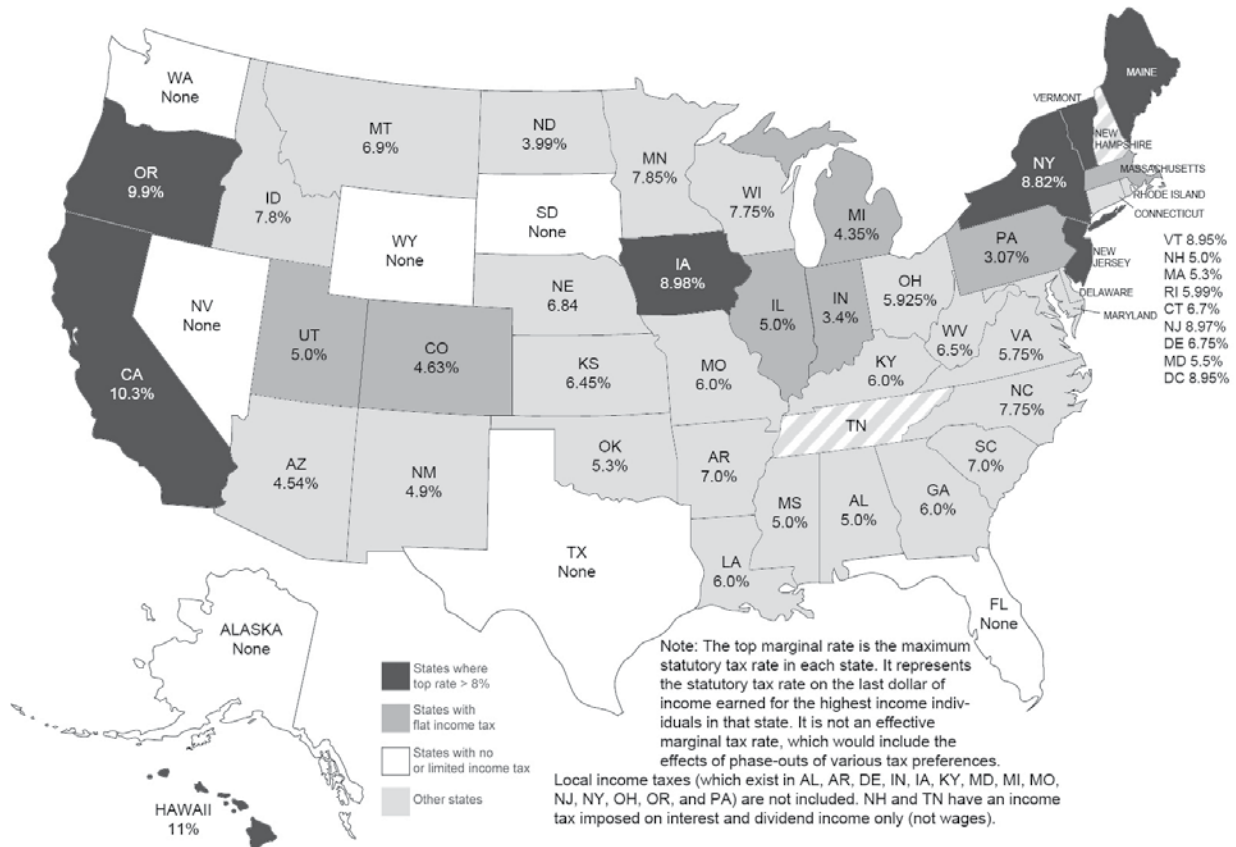 WA
None
MT
6.9%
ND
3.99%
MN
7.85%
OR
9.9%
ID
7.8%
WY
None
SD
None
WI
7.75%
MI
4.35%
NY
8.82%
MAINE
VERMONT
NEW
HAMPSHIRE
MASSACHUSETTS
RHODE ISLAND
CONNECTICUT
NEW
JERSEY
DELAWARE
MARYLAND
VT 8.95%
NH 5.0%
MA 5.3%
RI 5.99%
CT 6.7%
NJ 8.97%
DE 6.75%
MD 5.5%
DC 8.95%
PA
3.07%
IA
8.98%
NE
6.84
NV
None
UT
5.0%
CO
4.63%
CA
10.3%
KS
6.45%
MO
6.0%
IL
5.0%
IN
3.4%
OH
5.925%
WV
6.5%
VA
5.75%
KY
6.0%
NC
7.75%
TN
AZ
4.54%
NM
4.9%
OK
5.3%
AR
7.0%
SC
7.0%
MS
5.0%
AL
5.0%
GA
6.0%
TX
None
LA
6.0%
FL
None
ALASKA
None
HAWAII
11%
States where
top rate > 8%
States with
flat income tax
States with no
or limited income tax
Other states
Note: The top marginal rate is the maximum
statutory tax rate in each state. It represents
the statutory tax rate on the last dollar of
income earned for the highest income indiv-
iduals in that state. It is not an effective
marginal tax rate, which would include the
effects of phase-outs of various tax preferences.
Local income taxes (which exist in AL, AR, DE, IN, IA, KY, MD, MI, MO,
NJ, NY, OH, OR, and PA) are not included. NH and TN have an income
tax imposed on interest and dividend income only (not wages).